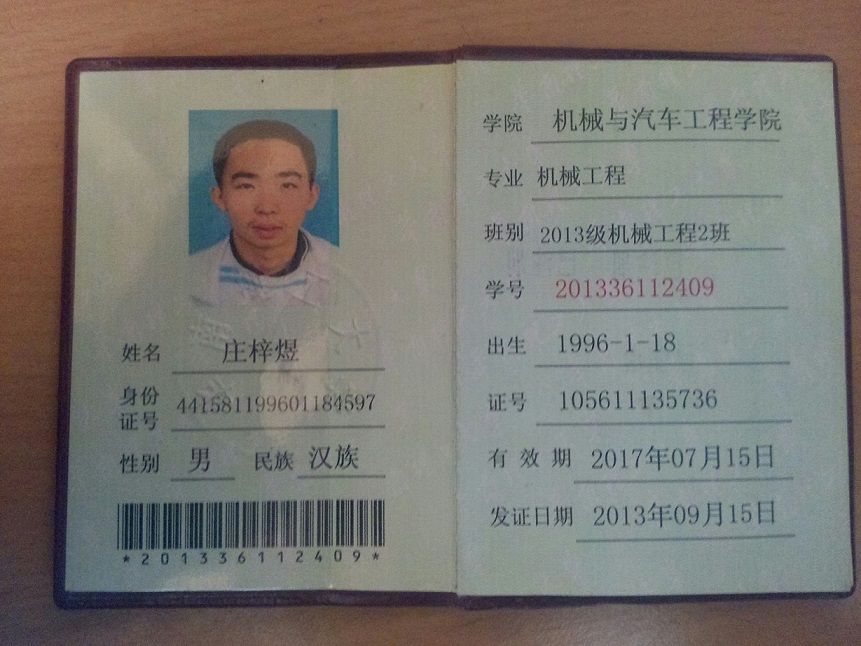 姓名 庄梓煜
身份证号 441581199601184597
性别 男 民族 汉族
*201336112409*
学院 机械与汽车工程学院
专业 机械工程
班别 2013级机械工程2班
学号 201336112409
出生 1996-1-18
证号 105611135736
有效期 2017年07月15日
发证日期 2013年09月15日